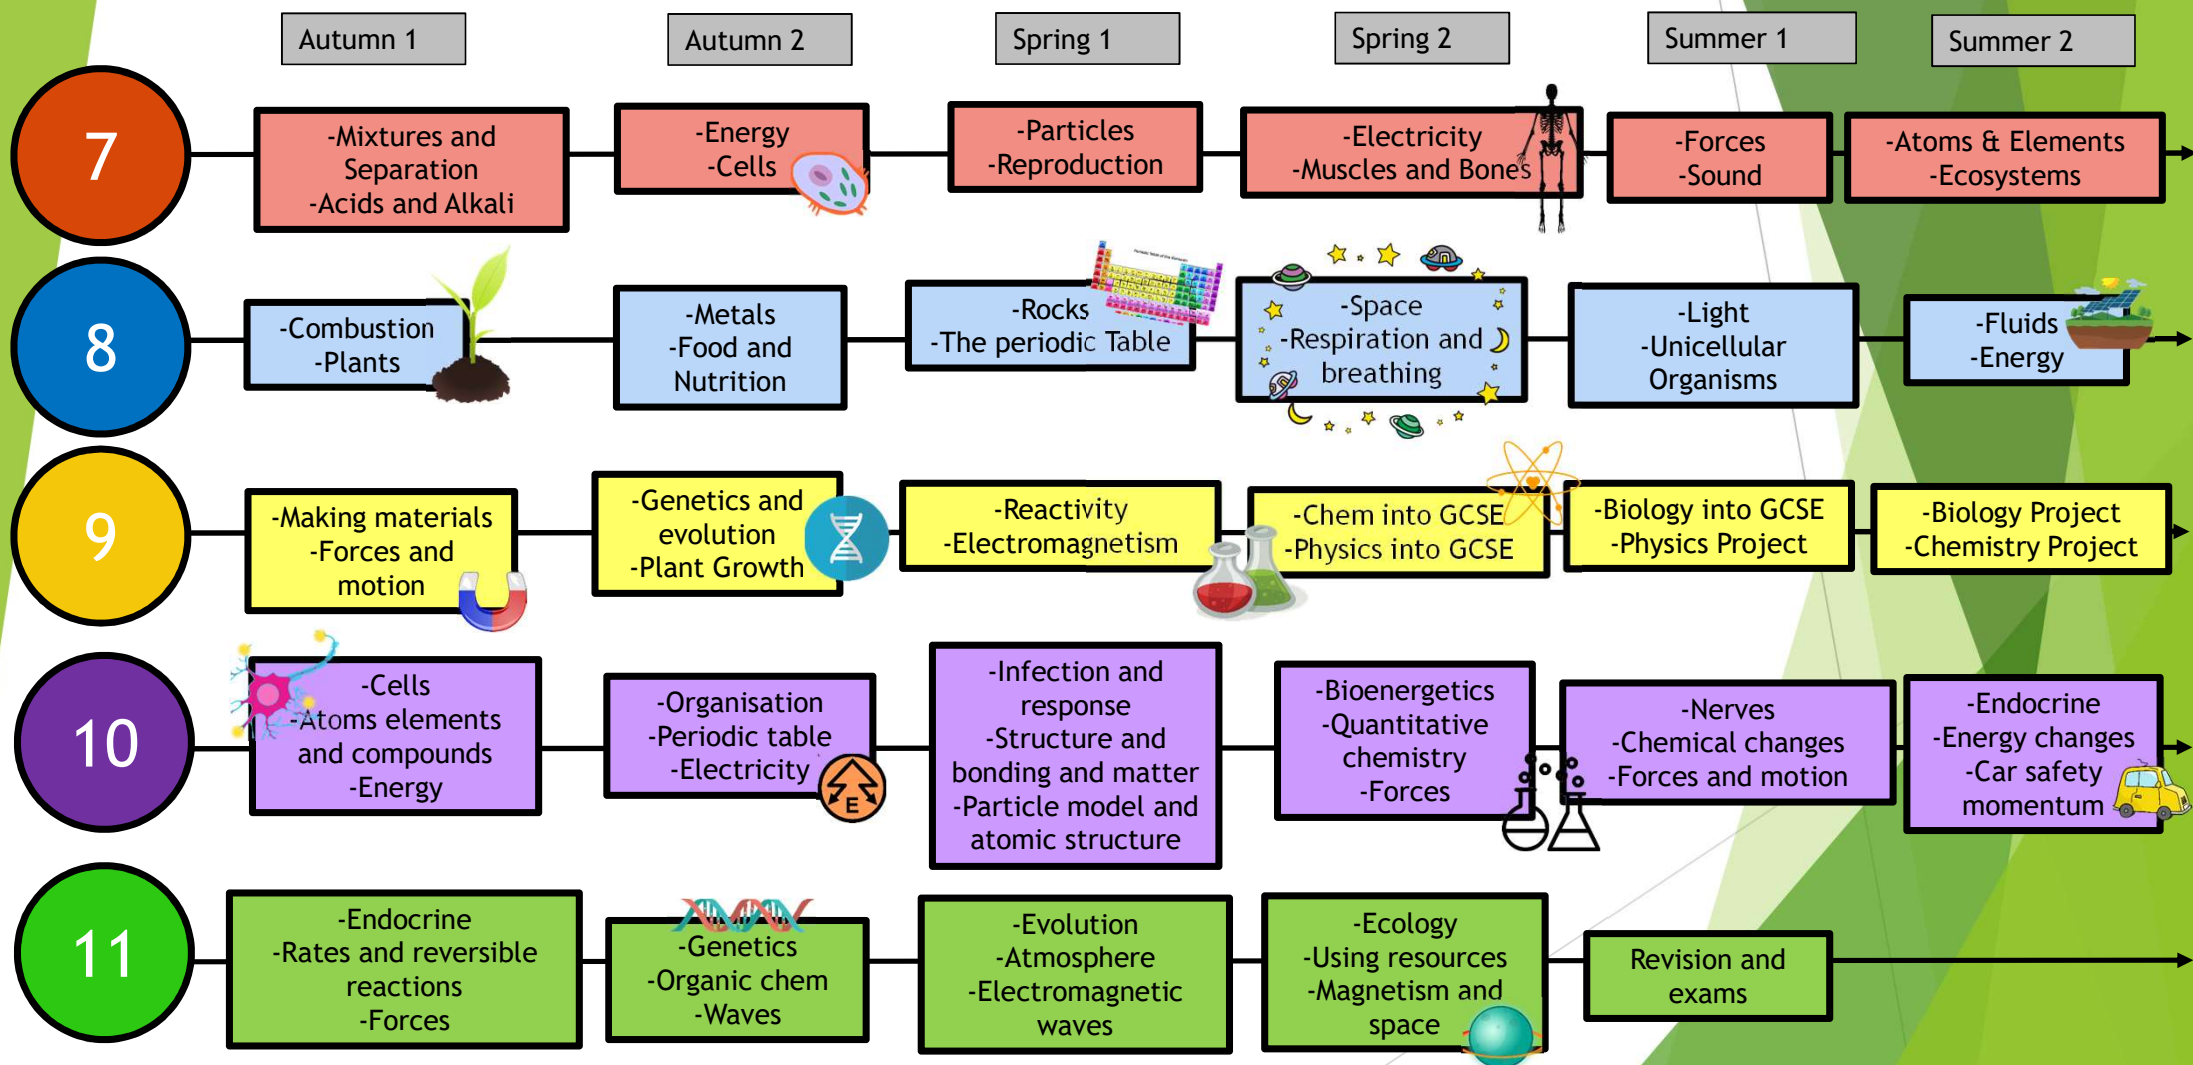 Autumn 1
Autumn 2
Spring 1
Spring 2
Summer 1
Summer 2
7
-Mixtures and
Separation
-Acids and Alkali
-Energy
-Cells
-Particles
-Reproduction
-Electricity
-Muscles and Bones
-Forces
-Sound
-Atoms & Elements
-Ecosystems
8
-Combustion
-Plants
-Metals
-Food and
Nutrition
-Rocks
-The periodic Table
-Space
-Respiration and
breathing
-Light
-Unicellular
Organisms
-Fluids
-Energy
9
-Making materials
-Forces and
motion
-Genetics and
evolution
-Plant Growth
-Reactivity
-Electromagnetism
-Chem into GCSE
-Physics into GCSE
-Biology into GCSE
-Physics Project
-Biology Project
-Chemistry Project
10
-Cells
-Atoms elements
and compounds
-Energy
-Organisation
-Periodic table
-Electricity
E
-Infection and
response
-Structure and
bonding and matter
-Particle model and
atomic structure
-Bioenergetics
-Quantitative
chemistry
-Forces
-Nerves
-Chemical changes
-Forces and motion
-Endocrine
-Energy changes
-Car safety
momentum
11
-Endocrine
-Rates and reversible
reactions
-Forces
-Genetics
-Organic chem
-Waves
-Evolution
-Atmosphere
-Electromagnetic
waves
-Ecology
-Using resources
-Magnetism and
space
Revision and
exams